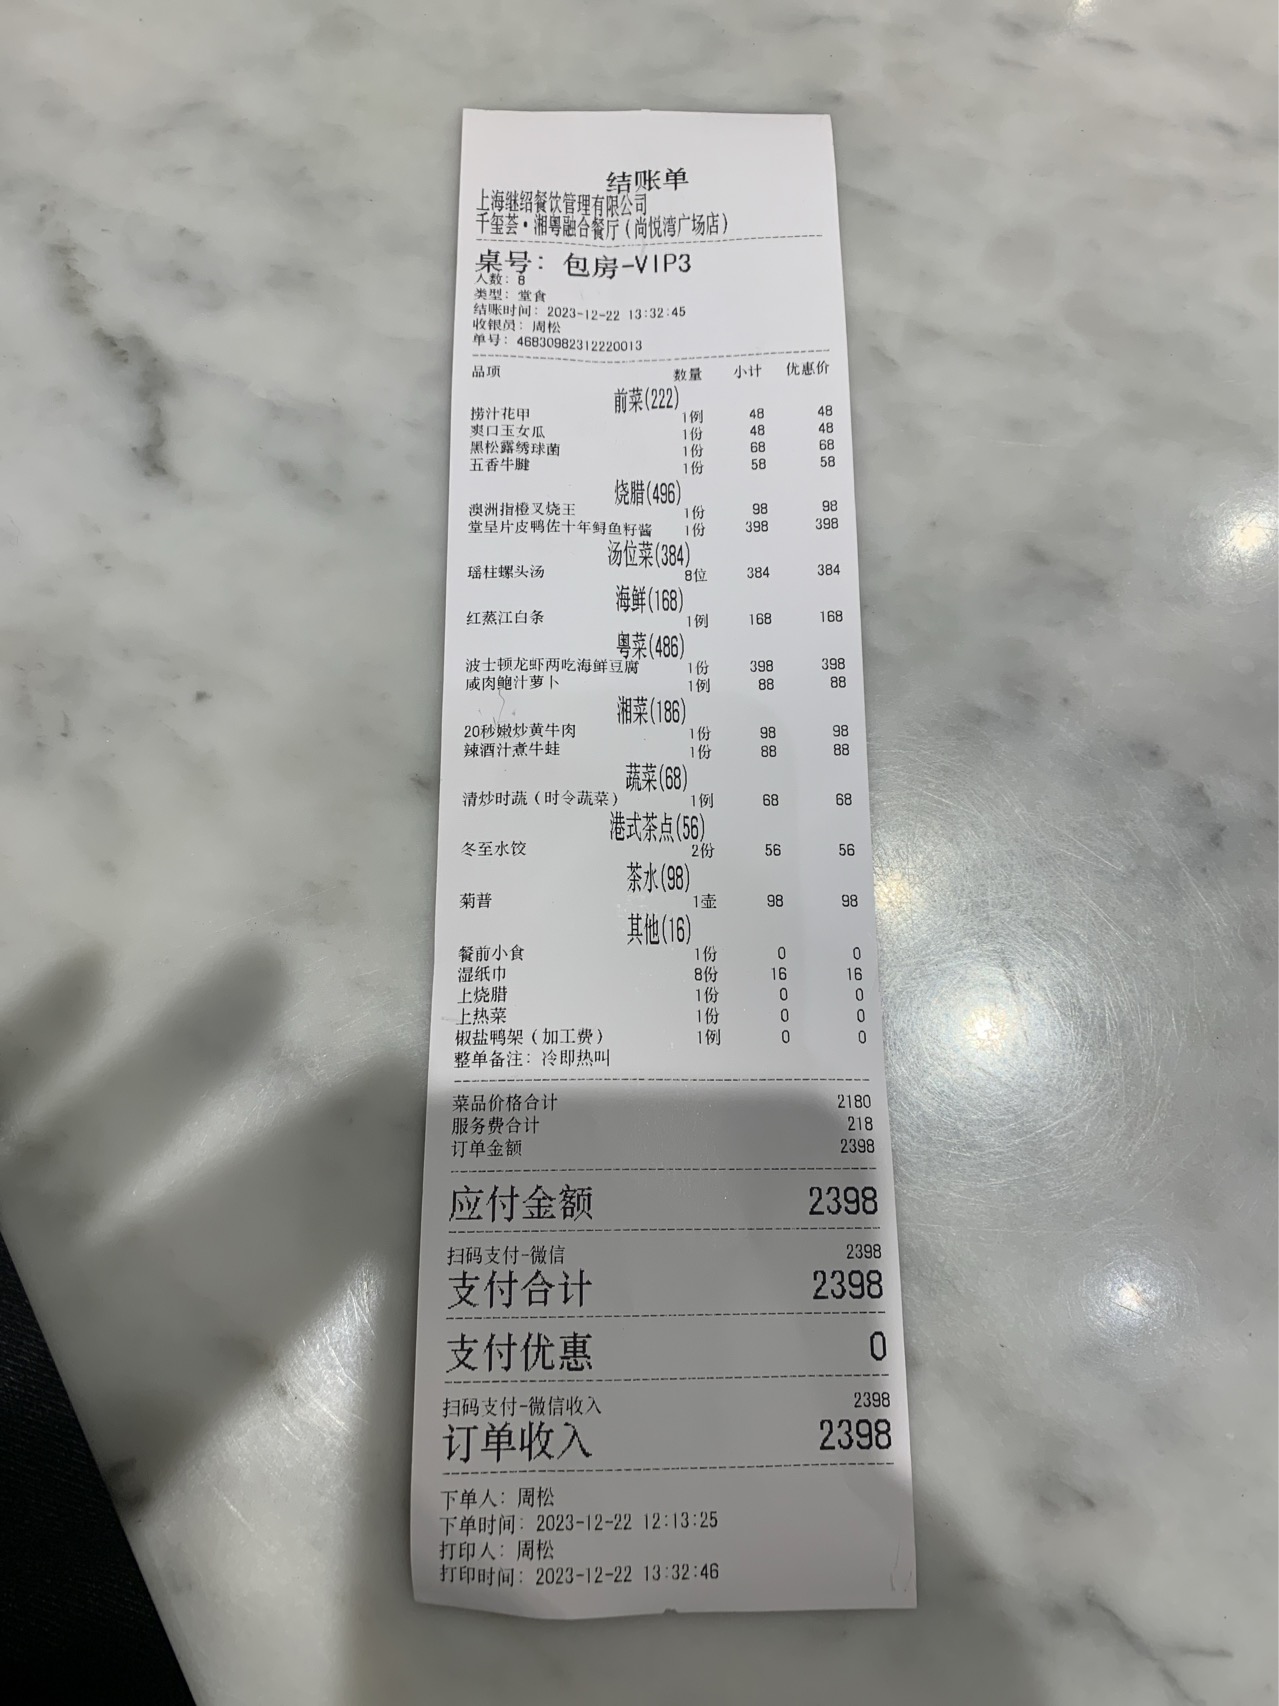 结账单
上海继绍餐饮管理有限公司
千玺荟·湘粤融合餐厅(尚悦湾广场店)
桌号: 包房-VIP3
人数: 8
类型: 堂食
结账时间: 2023-12-22 13:32:45
收银员: 周松
单号: 46830982312220013
品项 数量 小计 优惠价
前菜(222)
捞汁花甲 1例 48 48
爽口玉女瓜 1份 48 48
黑松露绣球菌 1份 68 68
五香牛腱 1份 58 58
烧腊(496)
澳洲指橙叉烧王 1份 98 98
堂呈片皮鸭佐十年鲟鱼籽酱 1份 398 398
汤位菜(384)
瑶柱螺头汤 8位 384 384
海鲜(168)
红蒸江白条 1例 168 168
粤菜(486)
波士顿龙虾两吃海鲜豆腐 1份 398 398
咸肉鲍汁萝卜 1例 88 88
湘菜(186)
20秒嫩炒黄牛肉 1份 98 98
辣酒汁煮牛蛙 1份 88 88
蔬菜(68)
清炒时蔬(时令蔬菜) 1例 68 68
港式茶点(56)
冬至水饺 2份 56 56
茶水(98)
菊普 1壶 98 98
其他(16)
餐前小食 1份 0 0
湿纸巾 8份 16 16
上烧腊 1份 0 0
上热菜 1份 0 0
椒盐鸭架(加工费) 1例 0 0
整单备注: 冷即热叫
菜品价格合计 2180
服务费合计 218
订单金额 2398
应付金额 2398
扫码支付-微信 2398
支付合计 2398
支付优惠 0
扫码支付-微信收入 2398
订单收入 2398
下单人: 周松
下单时间: 2023-12-22 12:13:25
打印人: 周松
打印时间: 2023-12-22 13:32:46